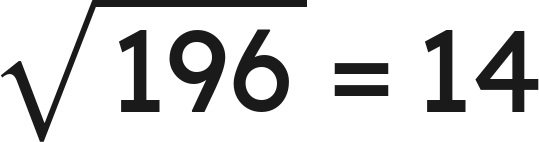 √196 = 14